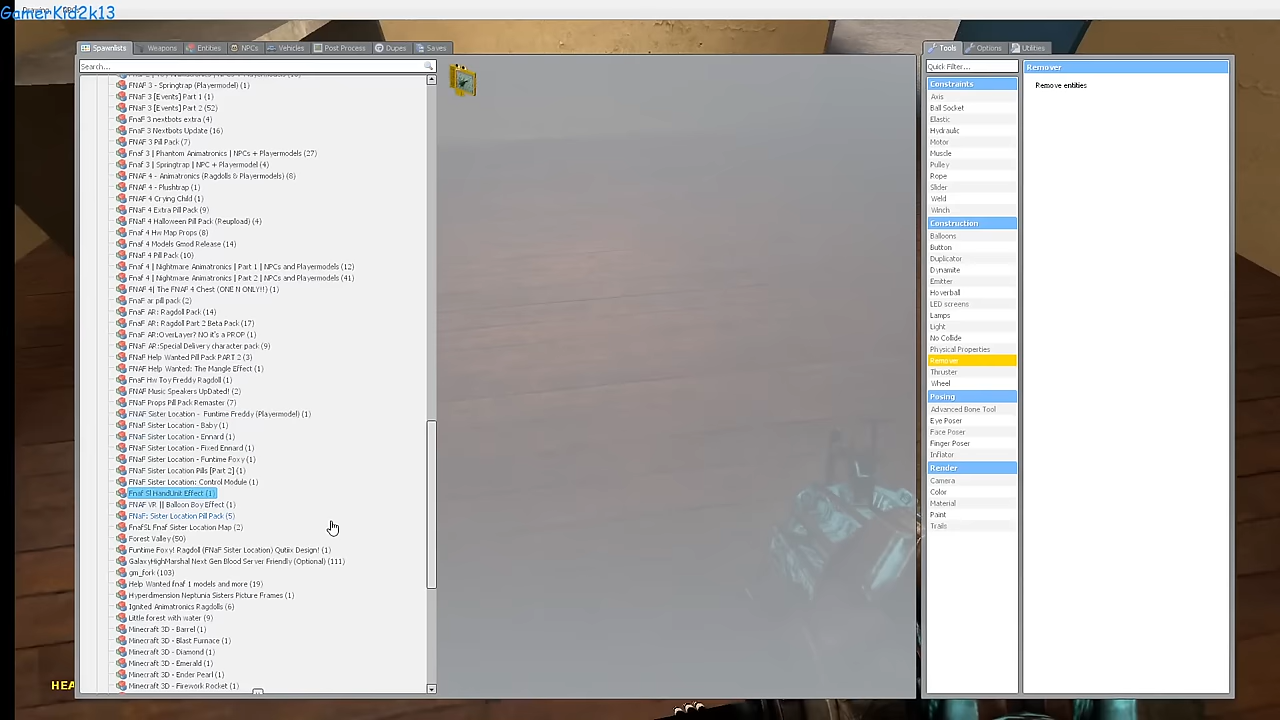 GamerKid2k13
Spawnlists Weapons Entities NPCs Vehicles Post Process Dupes Saves
Search...
FNAF 3 - Springtrap (Playermodel) (1)
FNAF 3 [Events] Part 1 (1)
FNAF 3 [Events] Part 2 (52)
FnaF 3 nextbots extra (4)
FNAF 3 Nextbots Update (16)
FNAF 3 Pill Pack (7)
Fnaf 3 | Phantom Animatronics | NPCs + Playermodels (27)
Fnaf 3 | Springtrap | NPC + Playermodel (4)
FNAF 4 - Animatronics (Ragdolls & Playermodels) (8)
FNAF 4 - Plushtrap (1)
FNAF 4 Crying Child (1)
FNAF 4 Extra Pill Pack (9)
FNAF 4 Halloween Pill Pack (Reupload) (4)
Fnaf 4 Hw Map Props (8)
Fnaf 4 Models Gmod Release (14)
FNAF 4 Pill Pack (10)
Fnaf 4 | Nightmare Animatronics | Part 1 | NPCs and Playermodels (12)
Fnaf 4 | Nightmare Animatronics | Part 2 | NPCs and Playermodels (41)
FNAF 4| The FNAF 4 Chest (ONE N ONLY!!) (1)
FnaF ar pill pack (2)
FnaF AR: Ragdoll Pack (14)
FnaF AR: Ragdoll Part 2 Beta Pack (17)
FnaF AR:OverLayer? NO it's a PROP (1)
FnaF AR:Special Delivery character pack (9)
FNAF Help Wanted Pill Pack PART 2 (3)
FNAF Help Wanted: The Mangle Effect (1)
FnaF Hw Toy Freddy Ragdoll (1)
FNAF Music Speakers UpDated! (2)
FNAF Props Pill Pack Remaster (7)
FNAF Sister Location - Funtime Freddy (Playermodel) (1)
FNaF Sister Location - Baby (1)
FNaF Sister Location - Ennard (1)
FNaF Sister Location - Fixed Ennard (1)
FNaF Sister Location - Funtime Foxy (1)
FNaF Sister Location Pills [Part 2] (1)
FNaF Sister Location: Control Module (1)
Fnaf Sl HandUnit Effect (1)
FNAF VR || Balloon Boy Effect (1)
FNaF: Sister Location Pill Pack (5)
FnafSL Fnaf Sister Location Map (2)
Forest Valley (50)
Funtime Foxy! Ragdoll (FNaF Sister Location) Qutiix Design! (1)
GalaxyHighMarshal Next Gen Blood Server Friendly (Optional) (111)
gm_fork (103)
Help Wanted fnaf 1 models and more (19)
Hyperdimension Neptunia Sisters Picture Frames (1)
Ignited Animatronics Ragdolls (6)
Little forest with water (9)
Minecraft 3D - Barrel (1)
Minecraft 3D - Blast Furnace (1)
Minecraft 3D - Diamond (1)
Minecraft 3D - Emerald (1)
Minecraft 3D - Ender Pearl (1)
Minecraft 3D - Firework Rocket (1)
HEA
Tools Options Utilities
Quick Filter...
Constraints
Axis
Ball Socket
Elastic
Hydraulic
Motor
Muscle
Pulley
Rope
Slider
Weld
Winch
Construction
Balloons
Button
Duplicator
Dynamite
Emitter
Hoverball
LED screens
Lamps
Light
No Collide
Physical Properties
Remover
Thruster
Wheel
Posing
Advanced Bone Tool
Eye Poser
Face Poser
Finger Poser
Inflator
Render
Camera
Color
Material
Paint
Trails
Remover
Remove entities